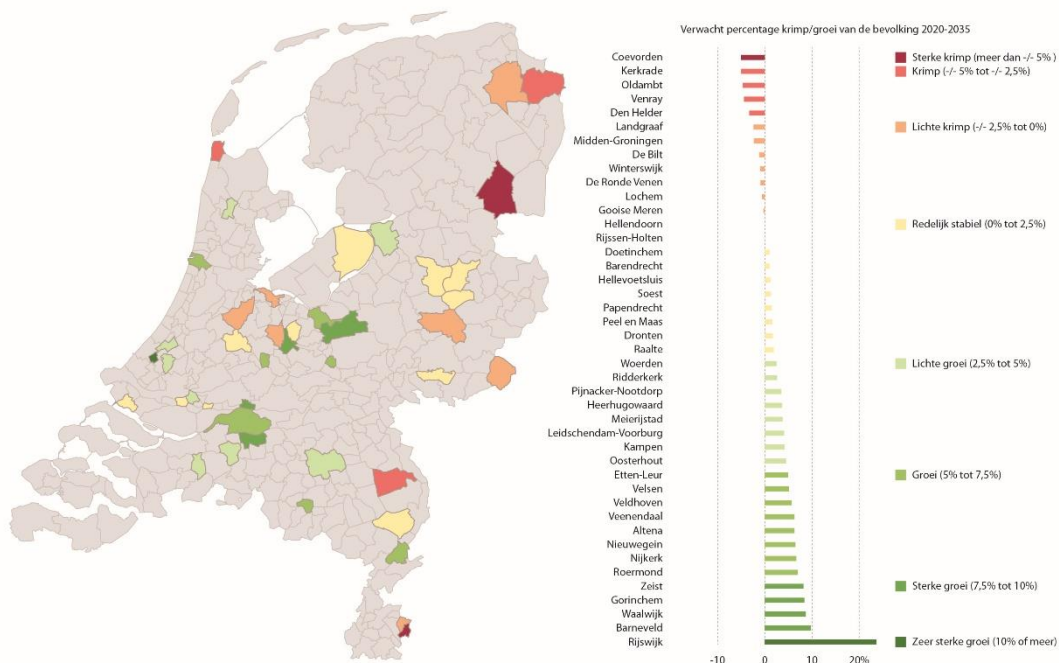 Verwacht percentage krimp/groei van de bevolking 2020-2035
Coevorden
Kerkrade
Oldambt
Venray
Den Helder
Landgraaf
Midden-Groningen
De Bilt
Winterswijk
De Ronde Venen
Lochem
Gooise Meren
Hellendoorn
Rijssen-Holten
Doetinchem
Barendrecht
Hellevoetsluis
Soest
Papendrecht
Peel en Maas
Dronten
Raalte
Woerden
Ridderkerk
Pijnacker-Nootdorp
Heerhugowaard
Meierijstad
Leidschendam-Voorburg
Kampen
Oosterhout
Etten-Leur
Velsen
Veldhoven
Veenendaal
Altena
Nieuwegein
Nijkerk
Roermond
Zeist
Gorinchem
Waalwijk
Barneveld
Rijswijk
-10 0 10 20%
Sterke krimp (meer dan -/- 5% )
Krimp (-/- 5% tot -/- 2,5%)
Lichte krimp (-/- 2,5% tot 0%)
Redelijk stabiel (0% tot 2,5%)
Lichte groei (2,5% tot 5%)
Groei (5% tot 7,5%)
Sterke groei (7,5% tot 10%)
Zeer sterke groei (10% of meer)